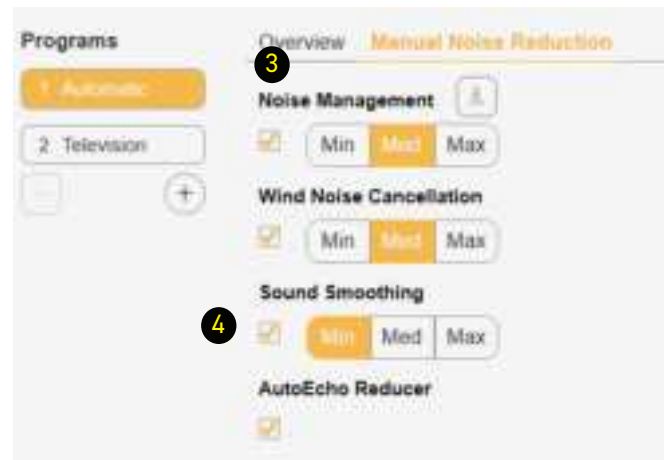 Programs
Overview Manual Noise Reduction
3
1 Automatic
Noise Management
Min Med Max
2 Television
Wind Noise Cancellation
Min Med Max
Sound Smoothing
4
Min Med Max
AutoEcho Reducer